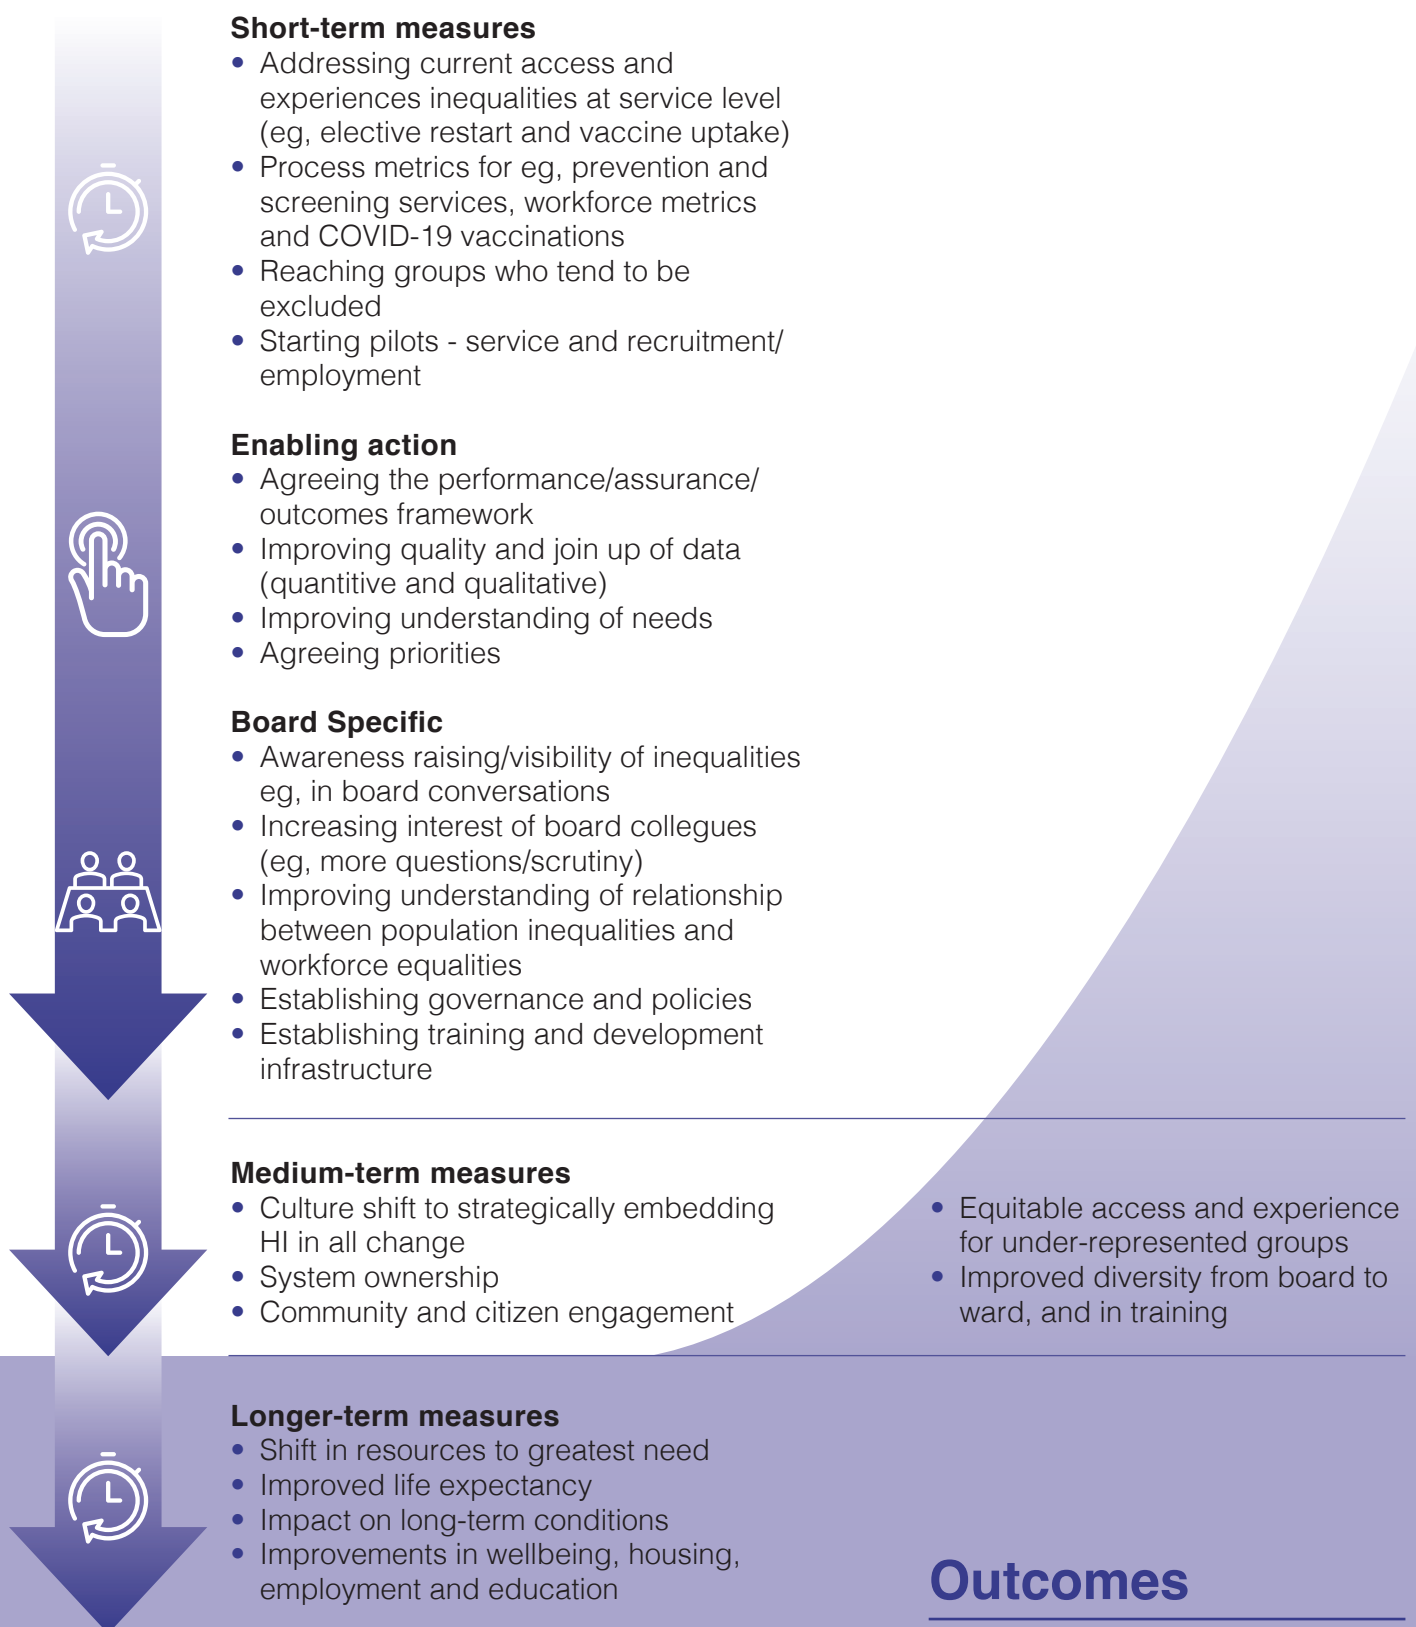 Short-term measures
• Addressing current access and
experiences inequalities at service level
(eg, elective restart and vaccine uptake)
• Process metrics for eg, prevention and
screening services, workforce metrics
and COVID-19 vaccinations
• Reaching groups who tend to be
excluded
• Starting pilots - service and recruitment/
employment
Enabling action
• Agreeing the performance/assurance/
outcomes framework
• Improving quality and join up of data
(quantitive and qualitative)
• Improving understanding of needs
• Agreeing priorities
Board Specific
• Awareness raising/visibility of inequalities
eg, in board conversations
• Increasing interest of board collegues
(eg, more questions/scrutiny)
• Improving understanding of relationship
between population inequalities and
workforce equalities
• Establishing governance and policies
• Establishing training and development
infrastructure
Medium-term measures
• Culture shift to strategically embedding
HI in all change
• System ownership
• Community and citizen engagement
• Equitable access and experience
for under-represented groups
• Improved diversity from board to
ward, and in training
Longer-term measures
• Shift in resources to greatest need
• Improved life expectancy
• Impact on long-term conditions
• Improvements in wellbeing, housing,
employment and education
Outcomes